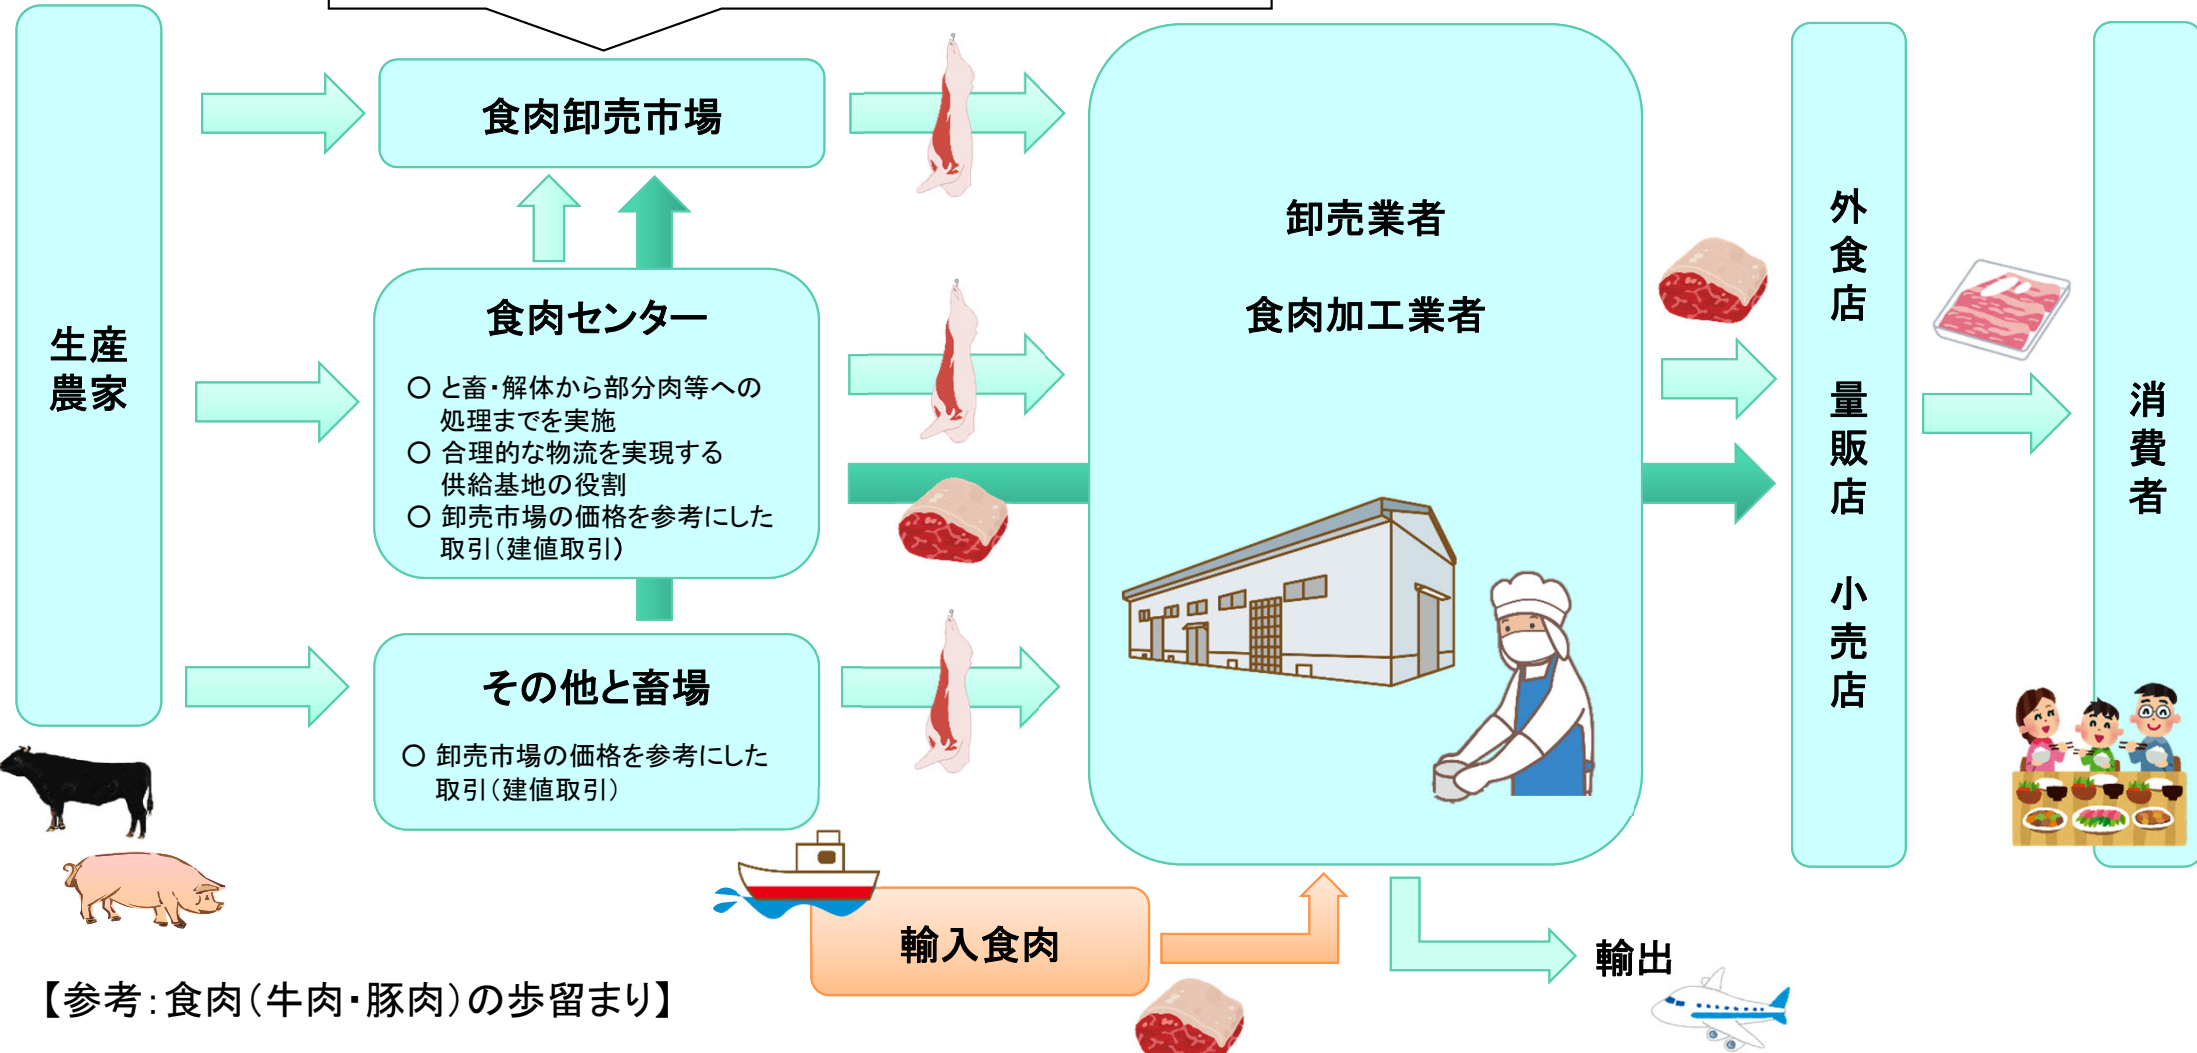 生産
農家
食肉卸売市場
食肉センター
○ と畜・解体から部分肉等への
処理までを実施
○ 合理的な物流を実現する
供給基地の役割
○ 卸売市場の価格を参考にした
取引(建値取引)
その他と畜場
○ 卸売市場の価格を参考にした
取引(建値取引)
卸売業者
食肉加工業者
外食店 量販店 小売店
消費者
輸入食肉
輸出
【参考:食肉(牛肉・豚肉)の歩留まり】